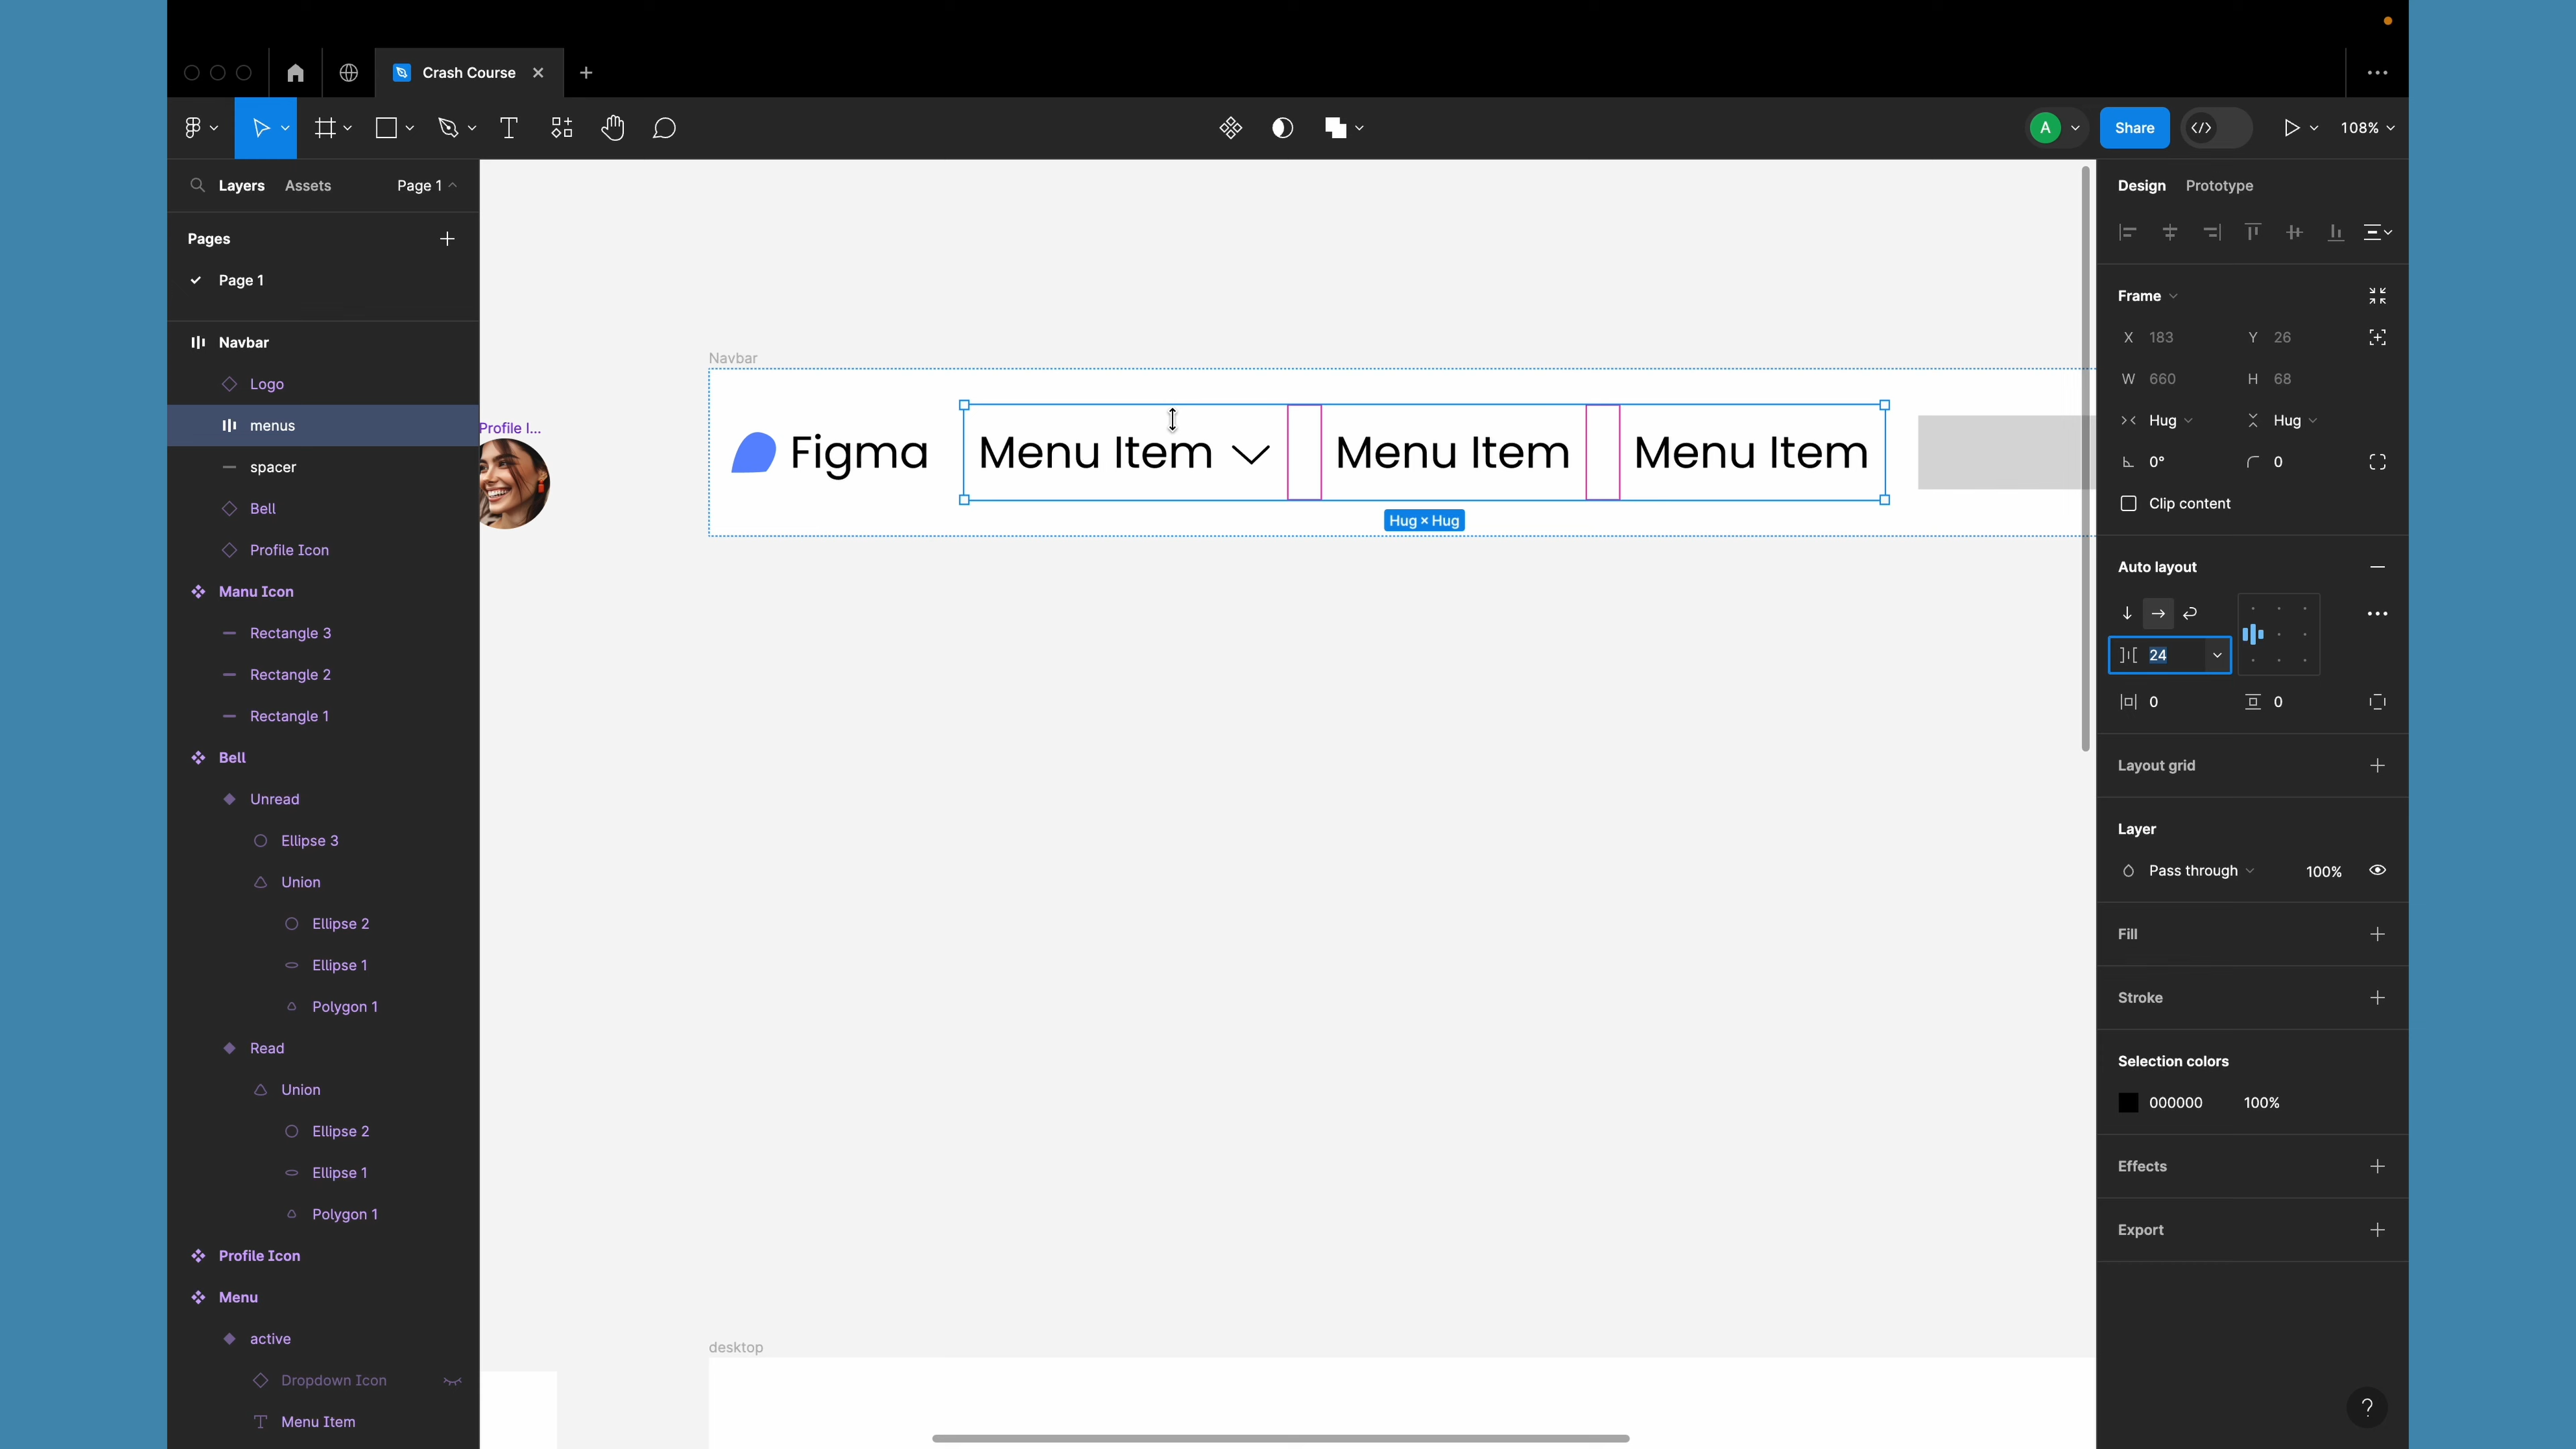 Crash Course
A
Share
108%
Layers
Assets
Page 1
Pages
Page 1
Navbar
Logo
menus
spacer
Bell
Profile Icon
Manu Icon
Rectangle 3
Rectangle 2
Rectangle 1
Bell
Unread
Ellipse 3
Union
Ellipse 2
Ellipse 1
Polygon 1
Read
Union
Ellipse 2
Ellipse 1
Polygon 1
Profile Icon
Menu
active
Dropdown Icon
Menu Item
Profile I...
Navbar
Figma
Menu Item
Menu Item
Menu Item
Hug × Hug
desktop
Design
Prototype
Frame
X 183
Y 26
W 660
H 68
Hug
Hug
0°
0
Clip content
Auto layout
24
0
0
Layout grid
Layer
Pass through
100%
Fill
Stroke
Selection colors
000000
100%
Effects
Export
?